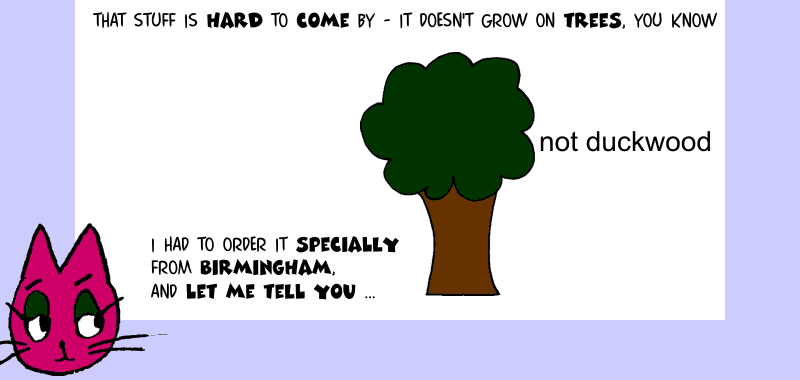 THAT STUFF IS HARD TO COME BY - IT DOESN'T GROW ON TREES, YOU KNOW
not duckwood
I HAD TO ORDER IT SPECIALLY
FROM BIRMINGHAM,
AND LET ME TELL YOU ...